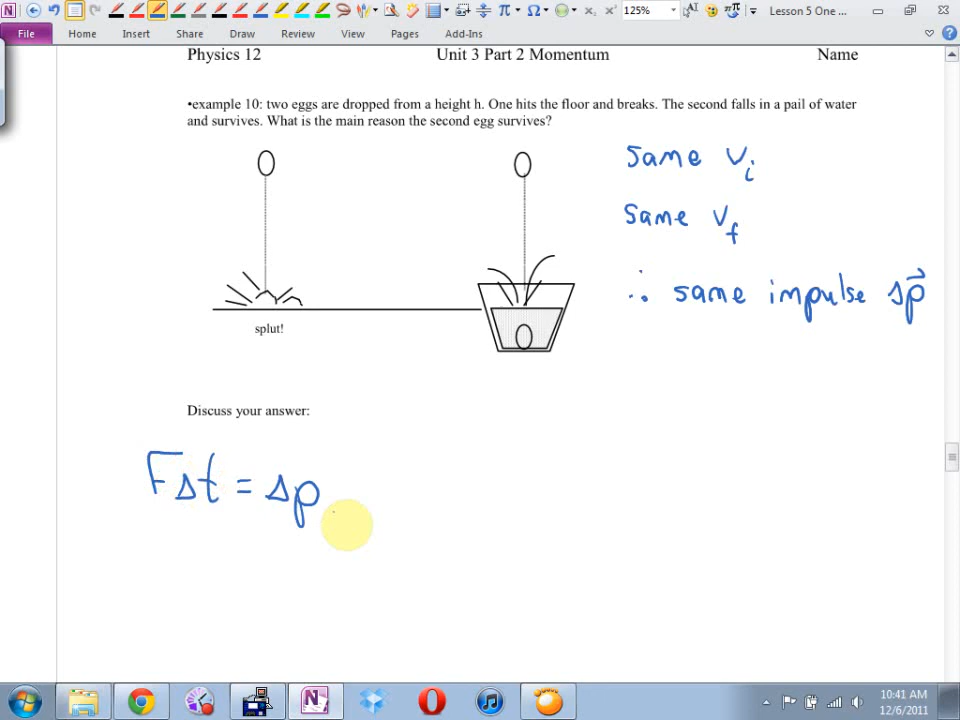 125%
Lesson 5 One ...
File Home Insert Share Draw Review View Pages Add-Ins
Physics 12 Unit 3 Part 2 Momentum Name
•example 10: two eggs are dropped from a height h. One hits the floor and breaks. The second falls in a pail of water
and survives. What is the main reason the second egg survives?
same vi
same vf
∴ same impulse Δp⃗
splut!
Discuss your answer:
FΔt = Δp
10:41 AM
12/6/2011